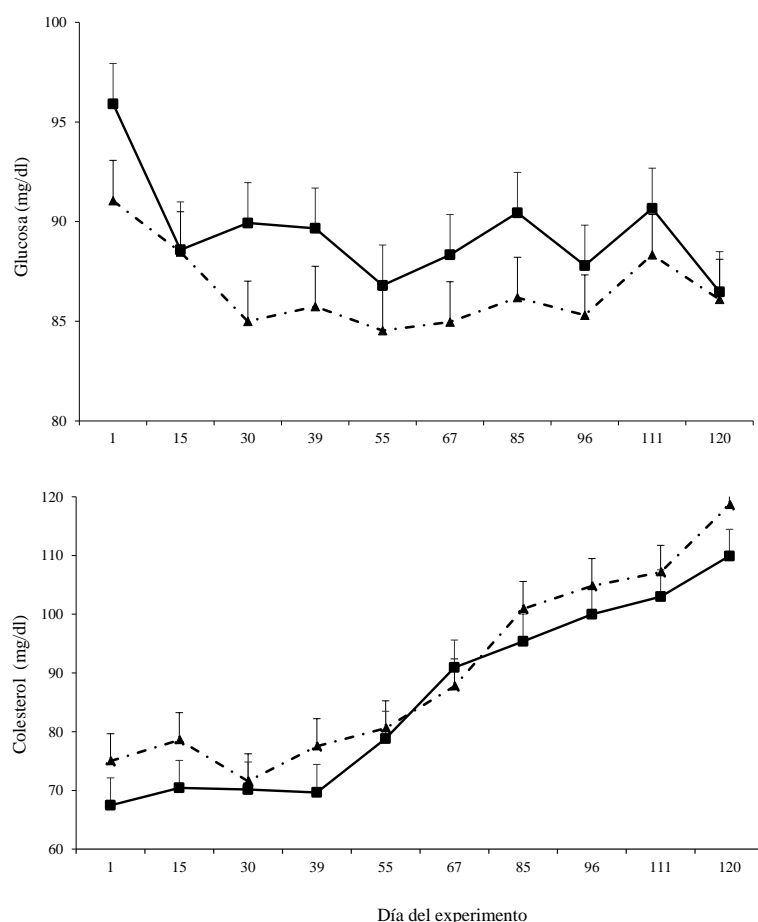 100
95
90
85
80
Glucosa (mg/dl)
1 15 30 39 55 67 85 96 111 120
120
110
100
90
80
70
60
Colesterol (mg/dl)
1 15 30 39 55 67 85 96 111 120
Día del experimento